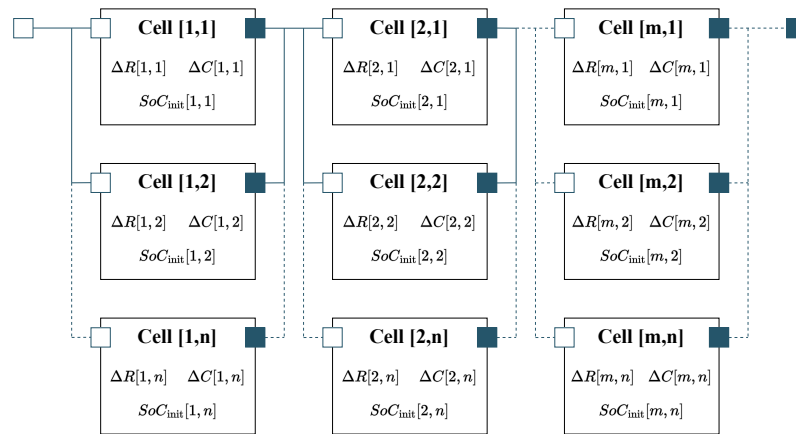 Cell [1,1]
ΔR[1, 1] ΔC[1, 1]
SoC_init[1, 1]
Cell [2,1]
ΔR[2, 1] ΔC[2, 1]
SoC_init[2, 1]
Cell [m,1]
ΔR[m, 1] ΔC[m, 1]
SoC_init[m, 1]
Cell [1,2]
ΔR[1, 2] ΔC[1, 2]
SoC_init[1, 2]
Cell [2,2]
ΔR[2, 2] ΔC[2, 2]
SoC_init[2, 2]
Cell [m,2]
ΔR[m, 2] ΔC[m, 2]
SoC_init[m, 2]
Cell [1,n]
ΔR[1, n] ΔC[1, n]
SoC_init[1, n]
Cell [2,n]
ΔR[2, n] ΔC[2, n]
SoC_init[2, n]
Cell [m,n]
ΔR[m, n] ΔC[m, n]
SoC_init[m, n]